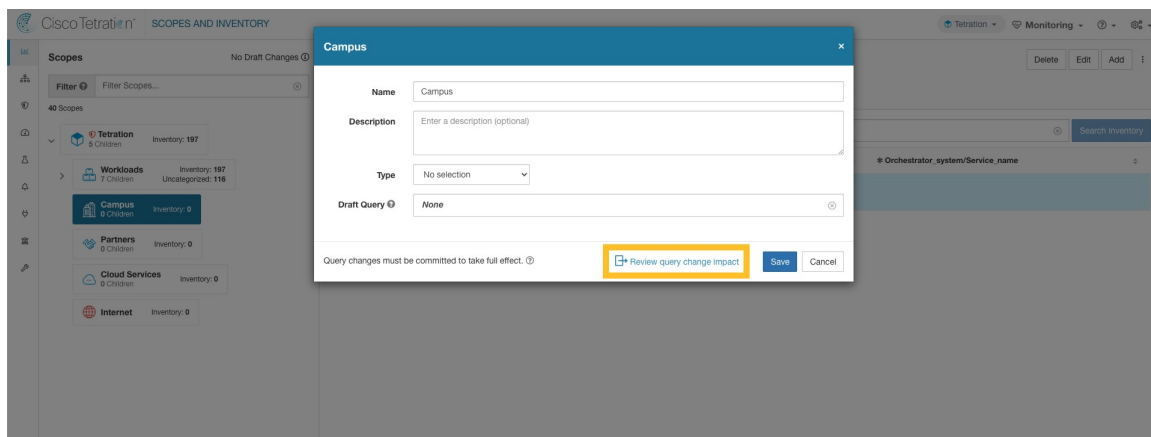 Cisco Tetration
SCOPES AND INVENTORY
Tetration
Monitoring
Scopes
No Draft Changes
Filter
Filter Scopes...
40 Scopes
Tetration
5 Children
Inventory: 197
Workloads
7 Children
Inventory: 197
Uncategorized: 116
Campus
0 Children
Inventory: 0
Partners
0 Children
Inventory: 0
Cloud Services
0 Children
Inventory: 0
Internet
Inventory: 0
Campus
×
Name
Campus
Description
Enter a description (optional)
Type
No selection
Draft Query
None
Query changes must be committed to take full effect.
Review query change impact
Save
Cancel
Delete
Edit
Add
Search Inventory
* Orchestrator_system/Service_name